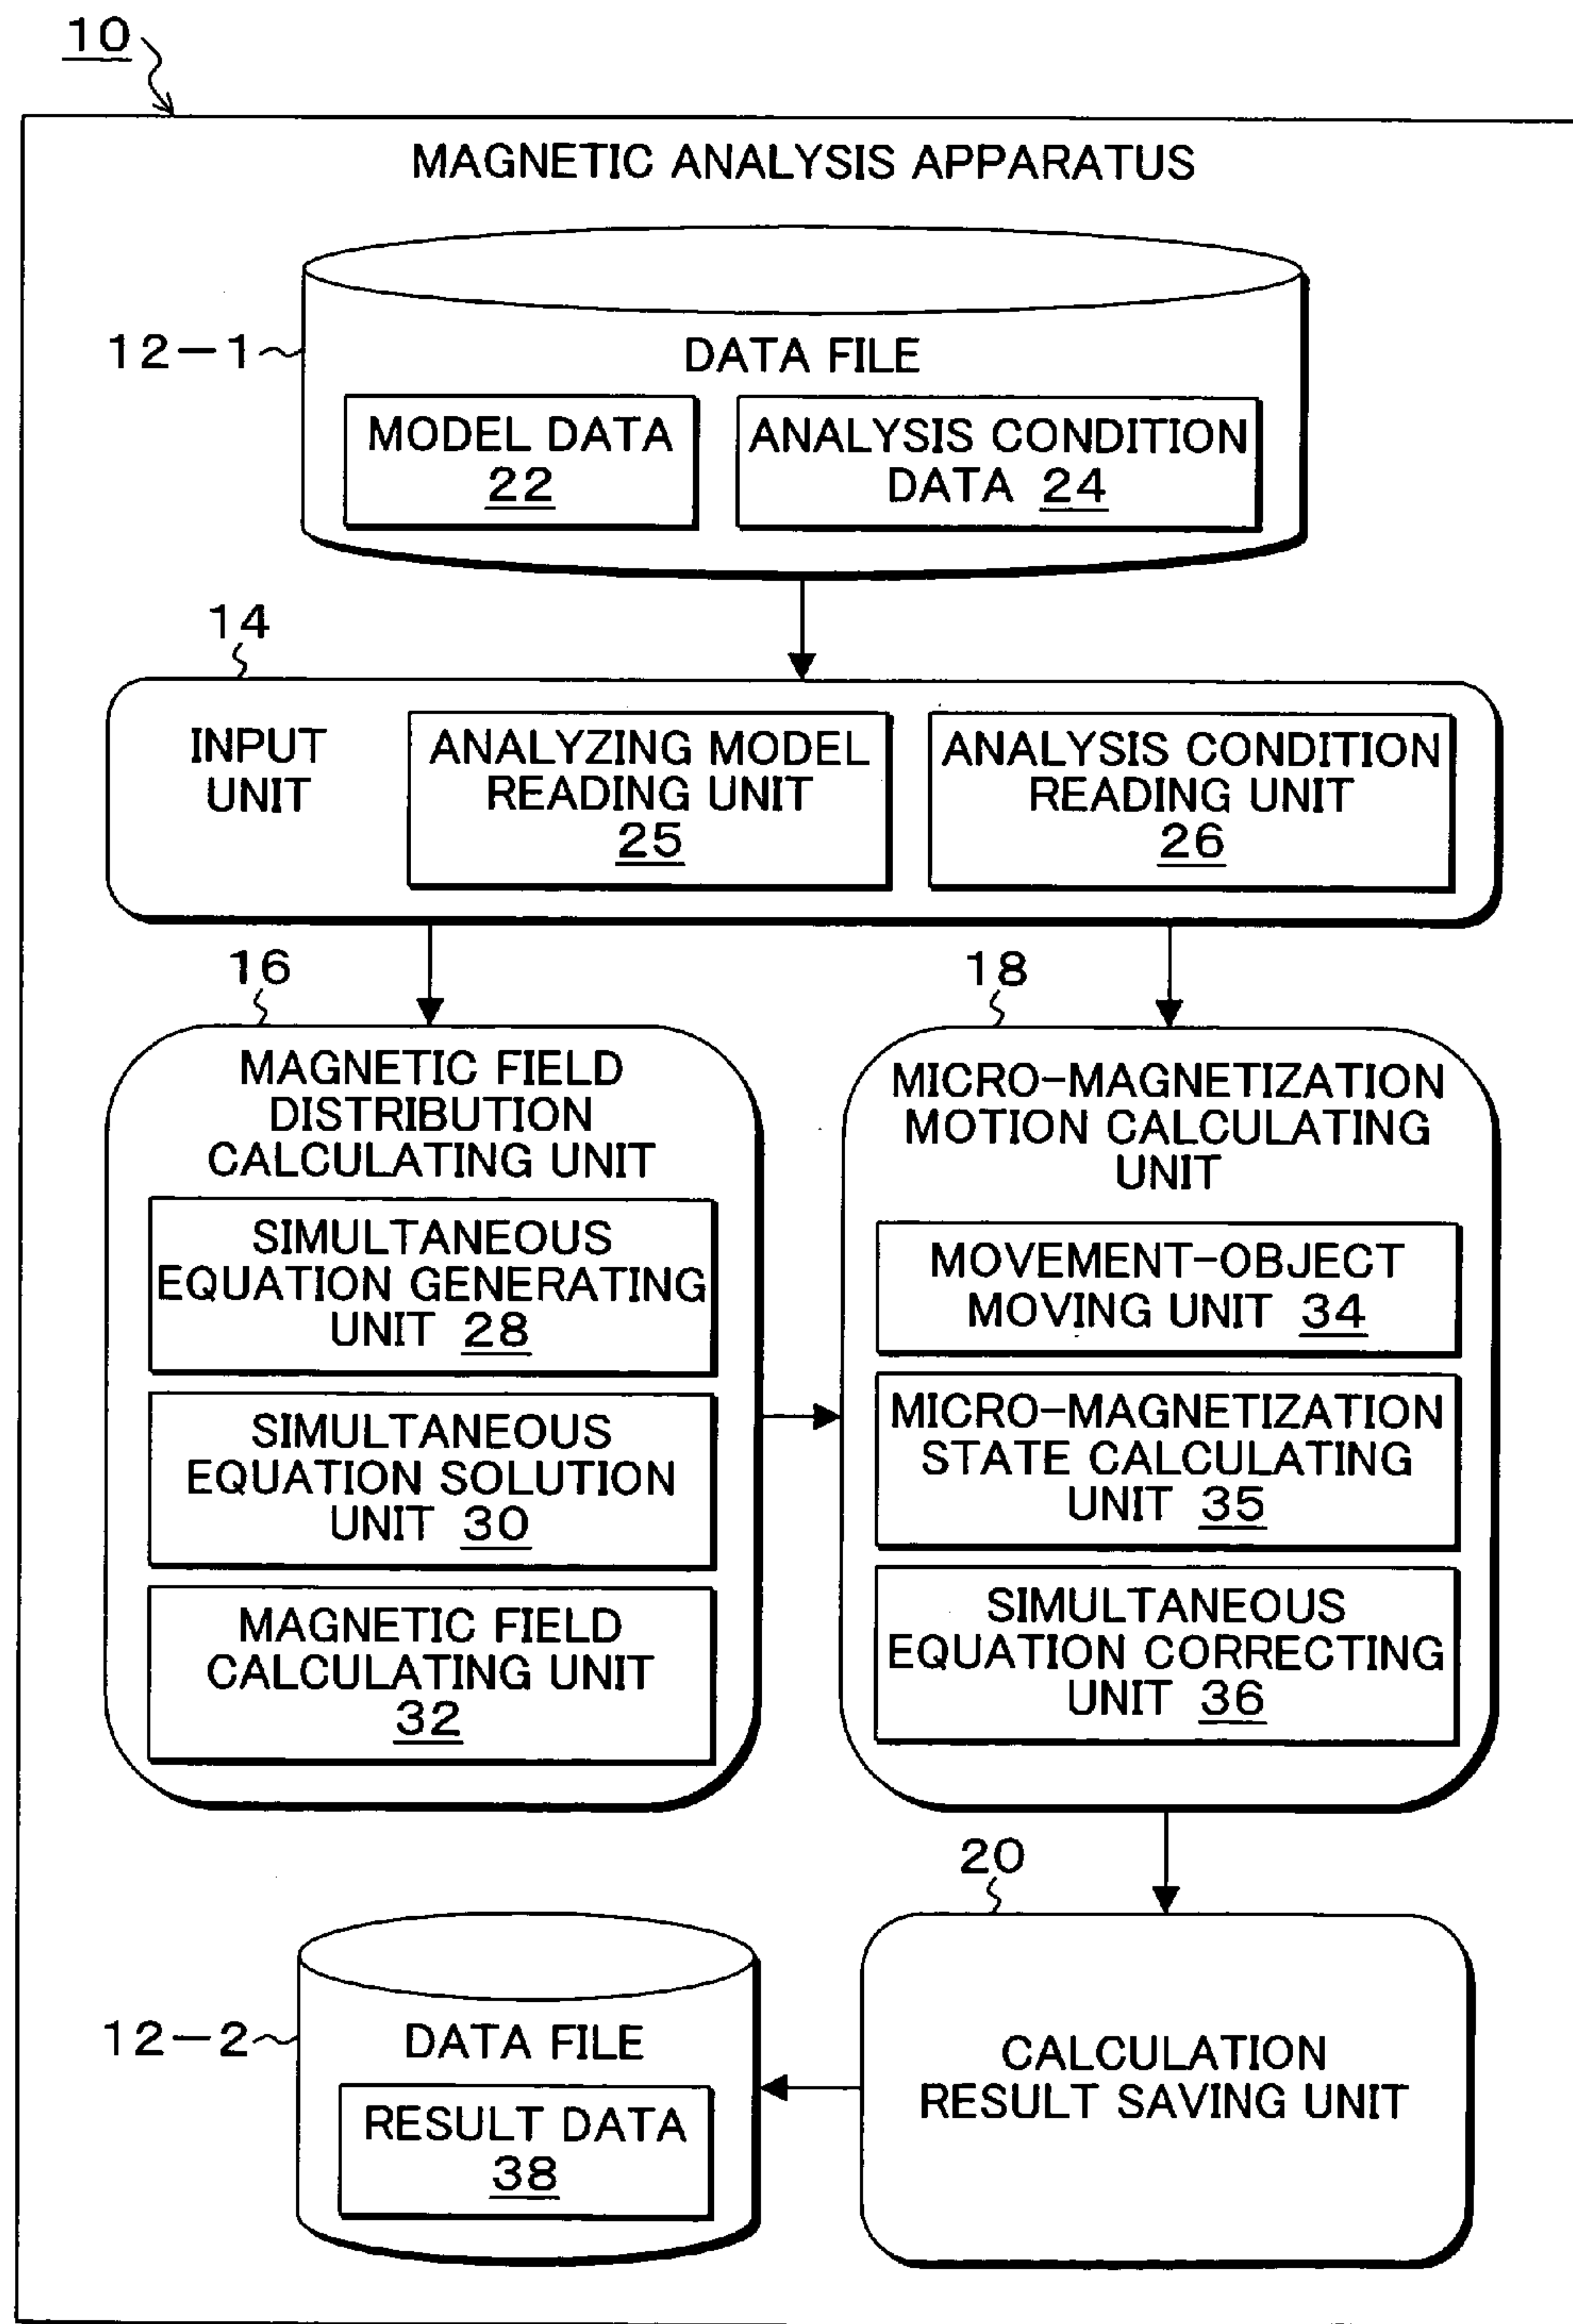 10
MAGNETIC ANALYSIS APPARATUS
12-1
DATA FILE
MODEL DATA
22
ANALYSIS CONDITION
DATA 24
14
INPUT
UNIT
ANALYZING MODEL
READING UNIT
25
ANALYSIS CONDITION
READING UNIT
26
16
MAGNETIC FIELD
DISTRIBUTION
CALCULATING UNIT
SIMULTANEOUS
EQUATION GENERATING
UNIT 28
SIMULTANEOUS
EQUATION SOLUTION
UNIT 30
MAGNETIC FIELD
CALCULATING UNIT
32
18
MICRO-MAGNETIZATION
MOTION CALCULATING
UNIT
MOVEMENT-OBJECT
MOVING UNIT 34
MICRO-MAGNETIZATION
STATE CALCULATING
UNIT 35
SIMULTANEOUS
EQUATION CORRECTING
UNIT 36
20
CALCULATION
RESULT SAVING UNIT
12-2
DATA FILE
RESULT DATA
38